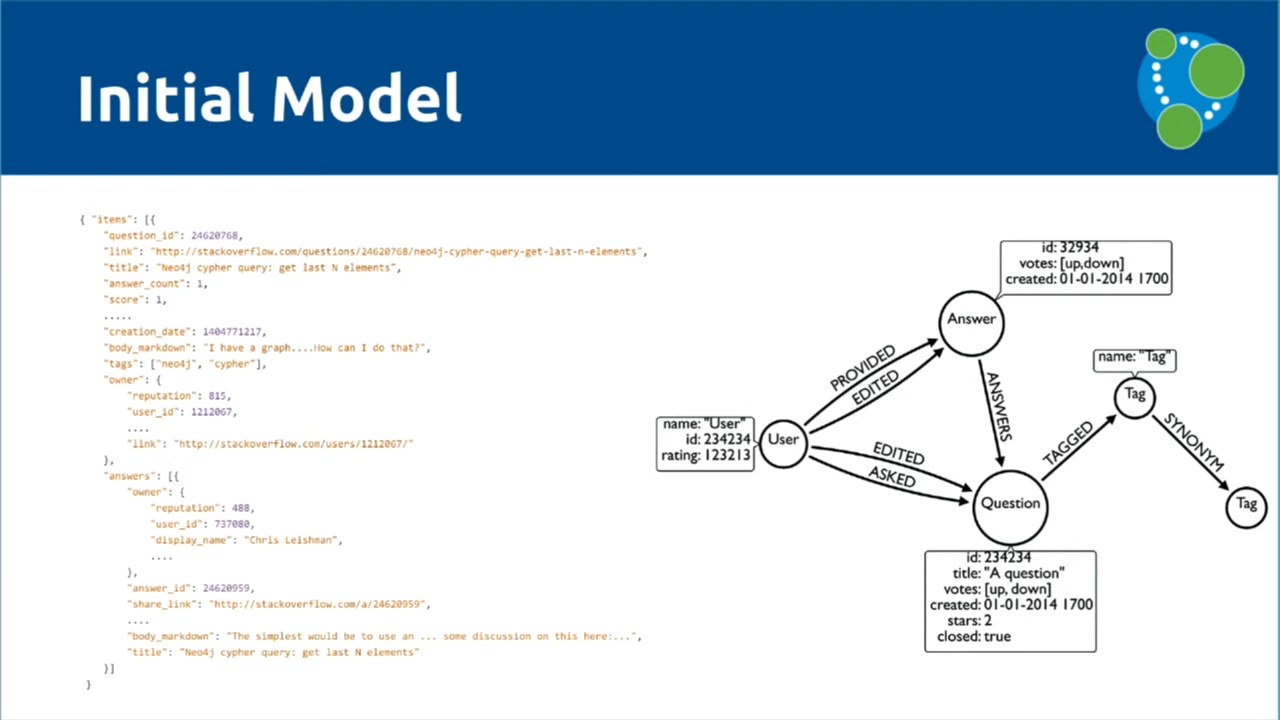 Initial Model
{ "items": [{
"question_id": 24620768,
"link": "http://stackoverflow.com/questions/24620768/neo4j-cypher-query-get-last-n-elements",
"title": "Neo4j cypher query: get last N elements",
"answer_count": 1,
"score": 1,
.....
"creation_date": 1404771217,
"body_markdown": "I have a graph....How can I do that?",
"tags": ["neo4j", "cypher"],
"owner": {
"reputation": 815,
"user_id": 1212067,
....
"link": "http://stackoverflow.com/users/1212067/"
},
"answers": [{
"owner": {
"reputation": 488,
"user_id": 737080,
"display_name": "Chris Leishman",
....
},
"answer_id": 24620959,
"share_link": "http://stackoverflow.com/a/24620959",
....
"body_markdown": "The simplest would be to use an ... some discussion on this here:...",
"title": "Neo4j cypher query: get last N elements"
}]
}
id: 32934
votes: [up,down]
created: 01-01-2014 1700
Answer
PROVIDED
EDITED
ANSWERS
name: "Tag"
Tag
name: "User"
id: 234234
rating: 123213
User
EDITED
ASKED
TAGGED
SYNONYM
Question
Tag
id: 234234
title: "A question"
votes: [up, down]
created: 01-01-2014 1700
stars: 2
closed: true